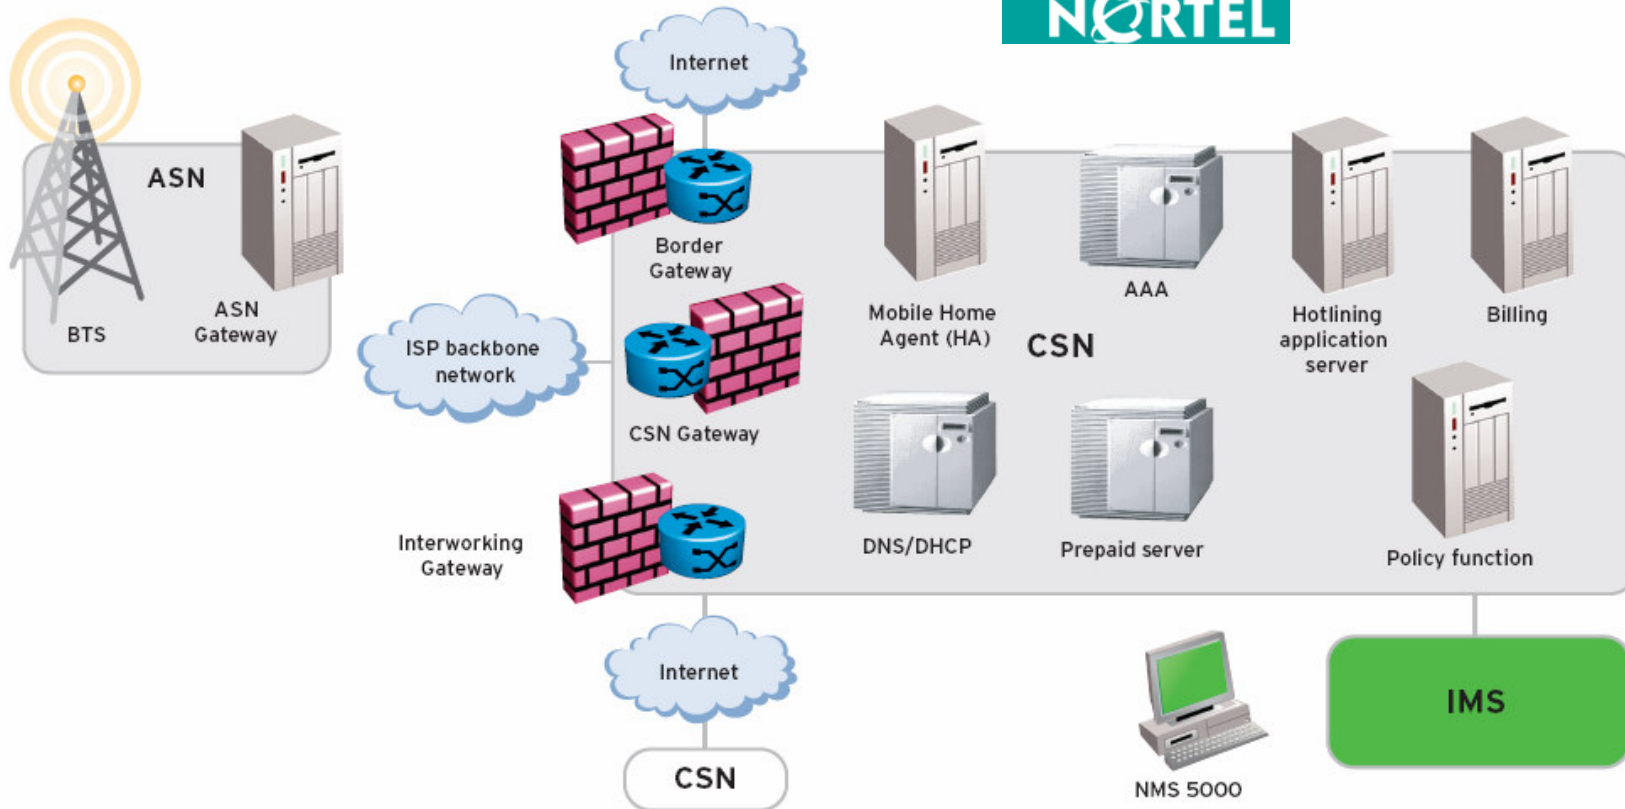 NORTEL
Internet
ASN
BTS
ASN
Gateway
Border
Gateway
ISP backbone
network
CSN Gateway
Interworking
Gateway
Mobile Home
Agent (HA)
AAA
Hotlining
application
server
Billing
CSN
DNS/DHCP
Prepaid server
Policy function
Internet
CSN
NMS 5000
IMS